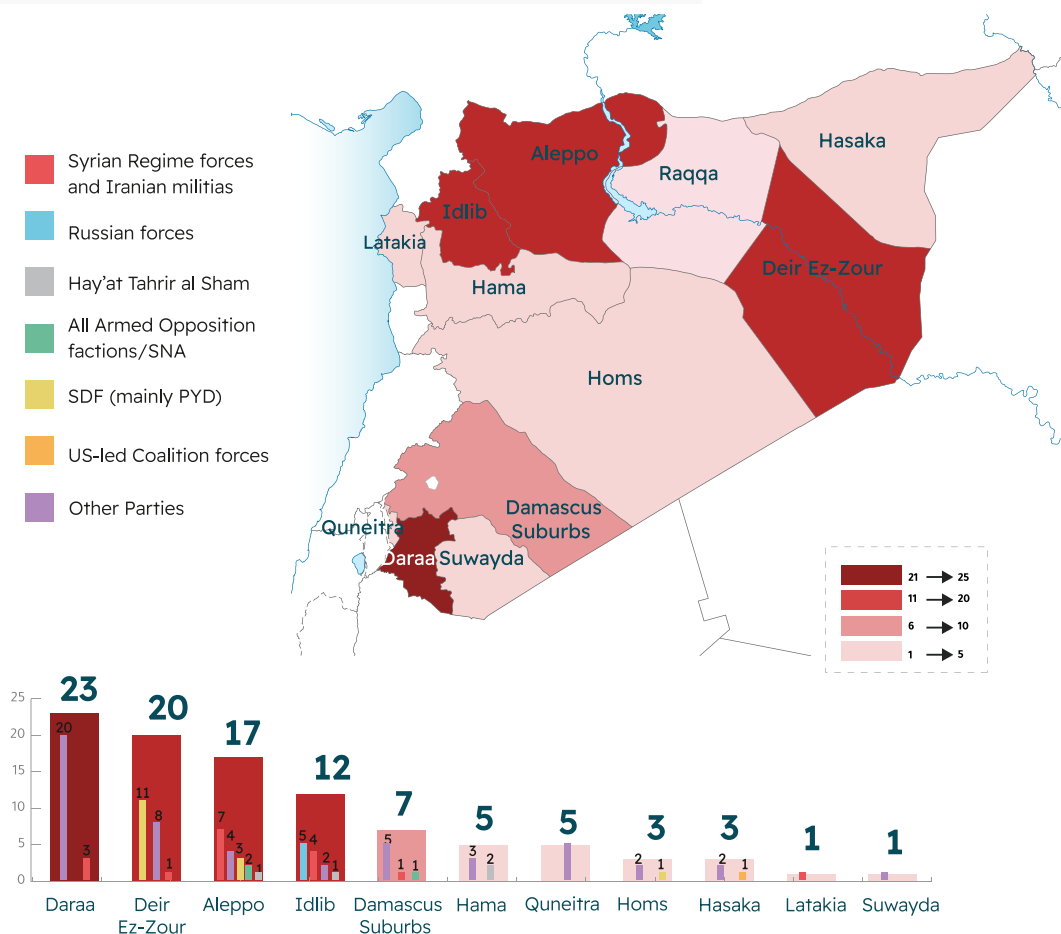 Syrian Regime forces
and Iranian militias
Russian forces
Hay'at Tahrir al Sham
All Armed Opposition
factions/SNA
SDF (mainly PYD)
US-led Coalition forces
Other Parties
Aleppo
Raqqa
Hasaka
Idlib
Latakia
Hama
Deir Ez-Zour
Homs
Damascus
Suburbs
Quneitra
Daraa
Suwayda
21 → 25
11 → 20
6 → 10
1 → 5
25
20
15
10
5
0
23
20
3
20
11
8
1
17
7
4
3
2
1
12
5
4
2
1
7
5
1
1
5
3
2
5
3
2
1
3
2
1
1
1
Daraa
Deir
Ez-Zour
Aleppo
Idlib
Damascus
Suburbs
Hama
Quneitra
Homs
Hasaka
Latakia
Suwayda